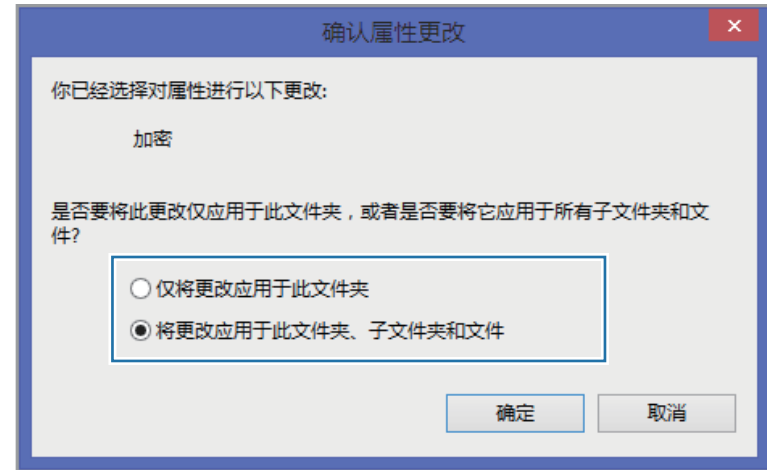 确认属性更改
你已经选择对属性进行以下更改:
加密
是否要将此更改仅应用于此文件夹，或者是否要将它应用于所有子文件夹和文
件?
仅将更改应用于此文件夹
将更改应用于此文件夹、子文件夹和文件
确定 取消